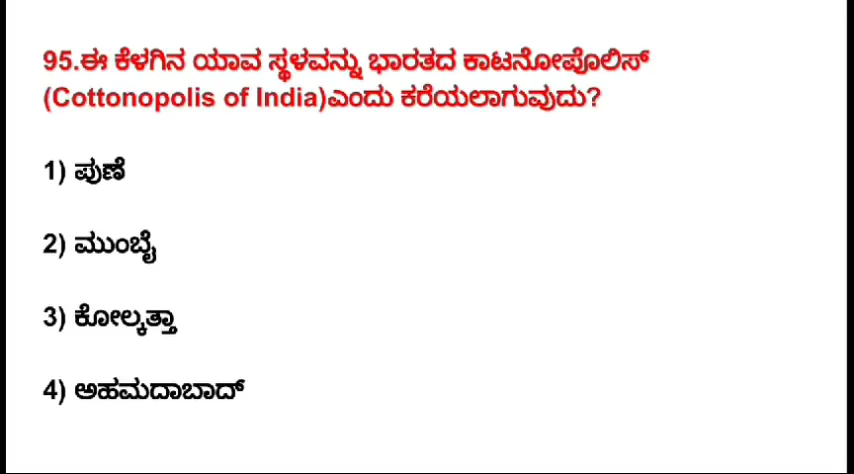 95.ಈ ಕೆಳಗಿನ ಯಾವ ಸ್ಥಳವನ್ನು ಭಾರತದ ಕಾಟನೋಪೊಲಿಸ್
(Cottonopolis of India)ಎಂದು ಕರೆಯಲಾಗುವುದು?
1) ಪುಣೆ
2) ಮುಂಬೈ
3) ಕೋಲ್ಕತ್ತಾ
4) ಅಹಮದಾಬಾದ್